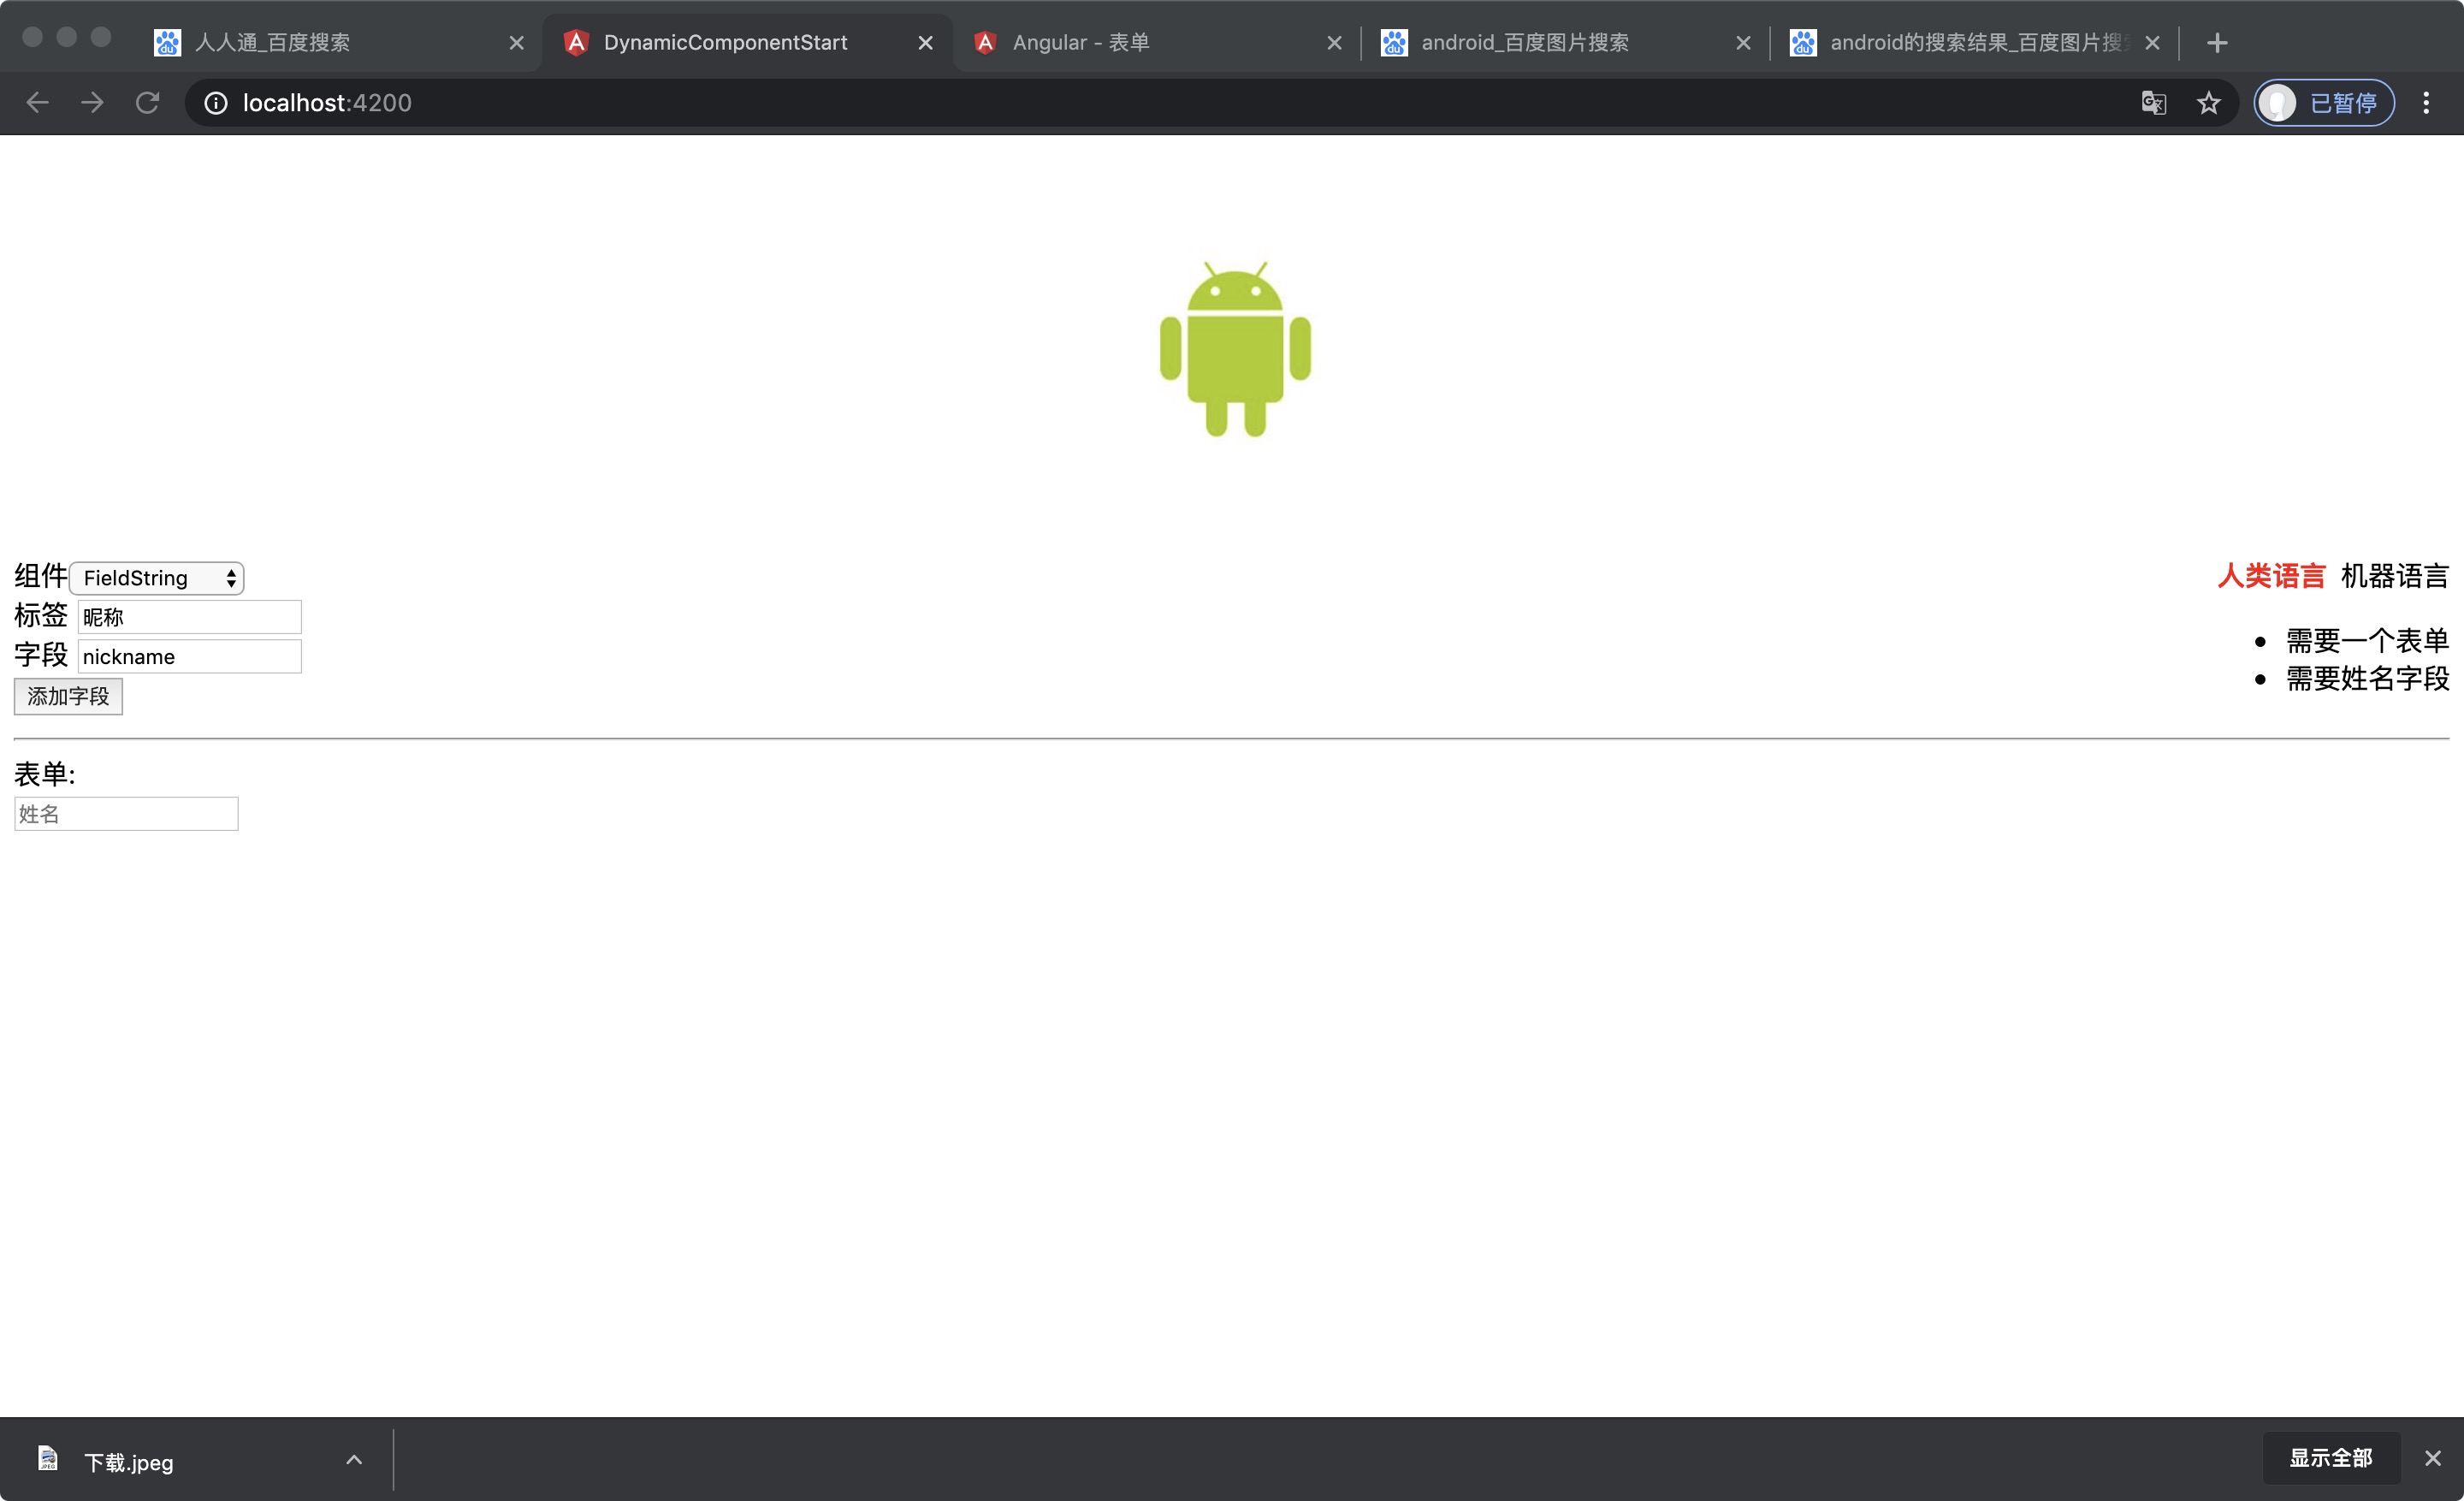 人人通_百度搜索
DynamicComponentStart
Angular - 表单
android_百度图片搜索
android的搜索结果_百度图片搜
localhost:4200
已暂停
组件 FieldString
人类语言 机器语言
标签 昵称
需要一个表单
字段 nickname
需要姓名字段
添加字段
表单:
姓名
下载.jpeg
显示全部